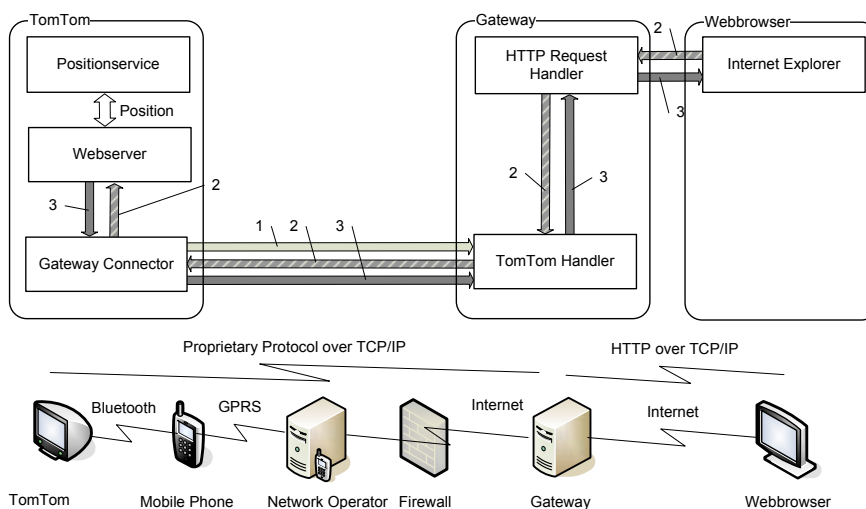 TomTom
Gateway
Webbrowser
Positionservice
HTTP Request
Handler
2
Internet Explorer
3
Position
Webserver
2
3
2
3
1
2
3
Gateway Connector
TomTom Handler
Proprietary Protocol over TCP/IP
HTTP over TCP/IP
Bluetooth
GPRS
Internet
Internet
TomTom
Mobile Phone
Network Operator
Firewall
Gateway
Webbrowser